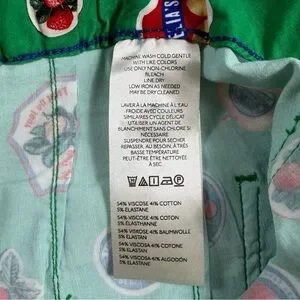 ZIA'S
MACHINE WASH COLD GENTLE
WITH LIKE COLORS
USE ONLY NON-CHLORINE
BLEACH
LINE DRY
LOW IRON AS NEEDED
MAY BE DRY CLEANED
LAVER À LA MACHINE À L'EAU
FROIDE AVEC COULEURS
SIMILAIRES CYCLE DÉLICAT
UTILISER UN AGENT DE
BLANCHIMENT SANS CHLORE SI
NÉCESSAIRE
SUSPENDRE POUR SECHER
REPASSER, AU BESOIN, À TRÈS
BASSE TEMPÉRATURE
PEUT-ÊTRE ÊTRE NETTOYÉE
À SEC
54% VISCOSE 41% COTTON
5% ELASTANE
54% VISCOSE 41% COTON
5% ELASTHANNE
54% VISKOSE 41% BAUMWOLLE
5% ELASTAN
54% VISCOSA 41% COTONE
5% ELASTAN
54% VISCOSA 41% ALGODÓN
5% ELASTANO